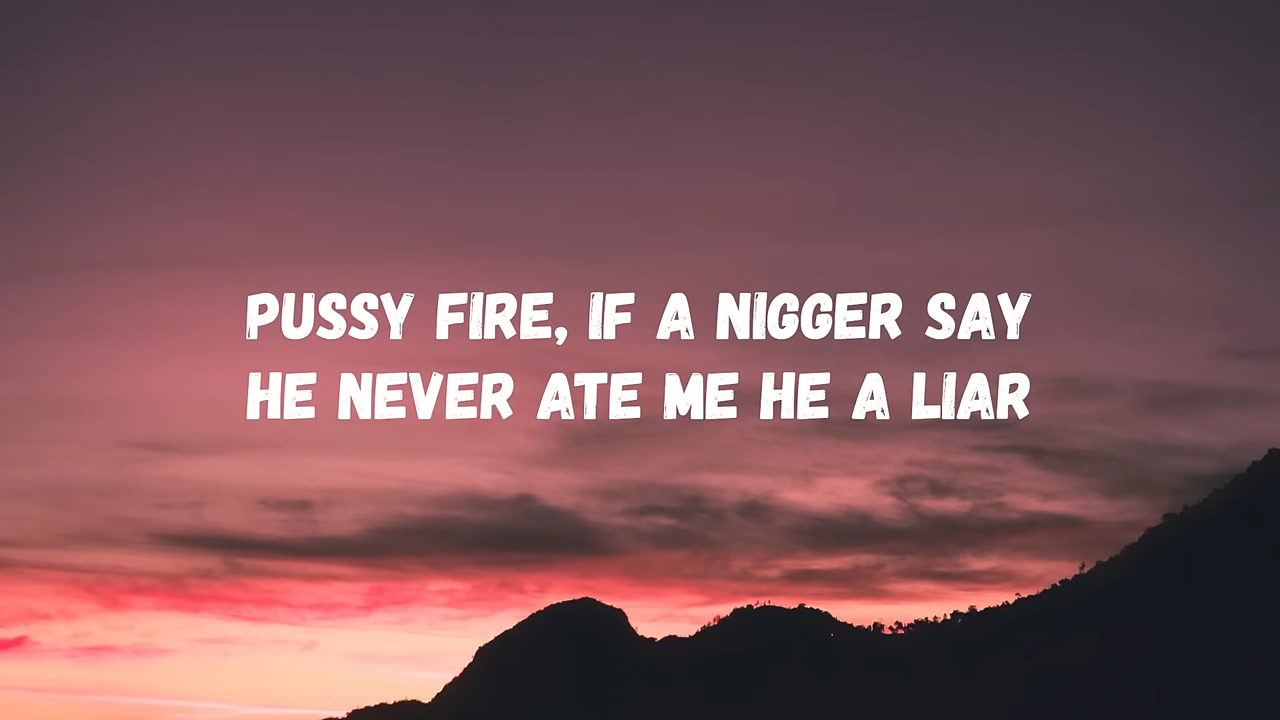 PUSSY FIRE, IF A NIGGER SAY
HE NEVER ATE ME HE A LIAR